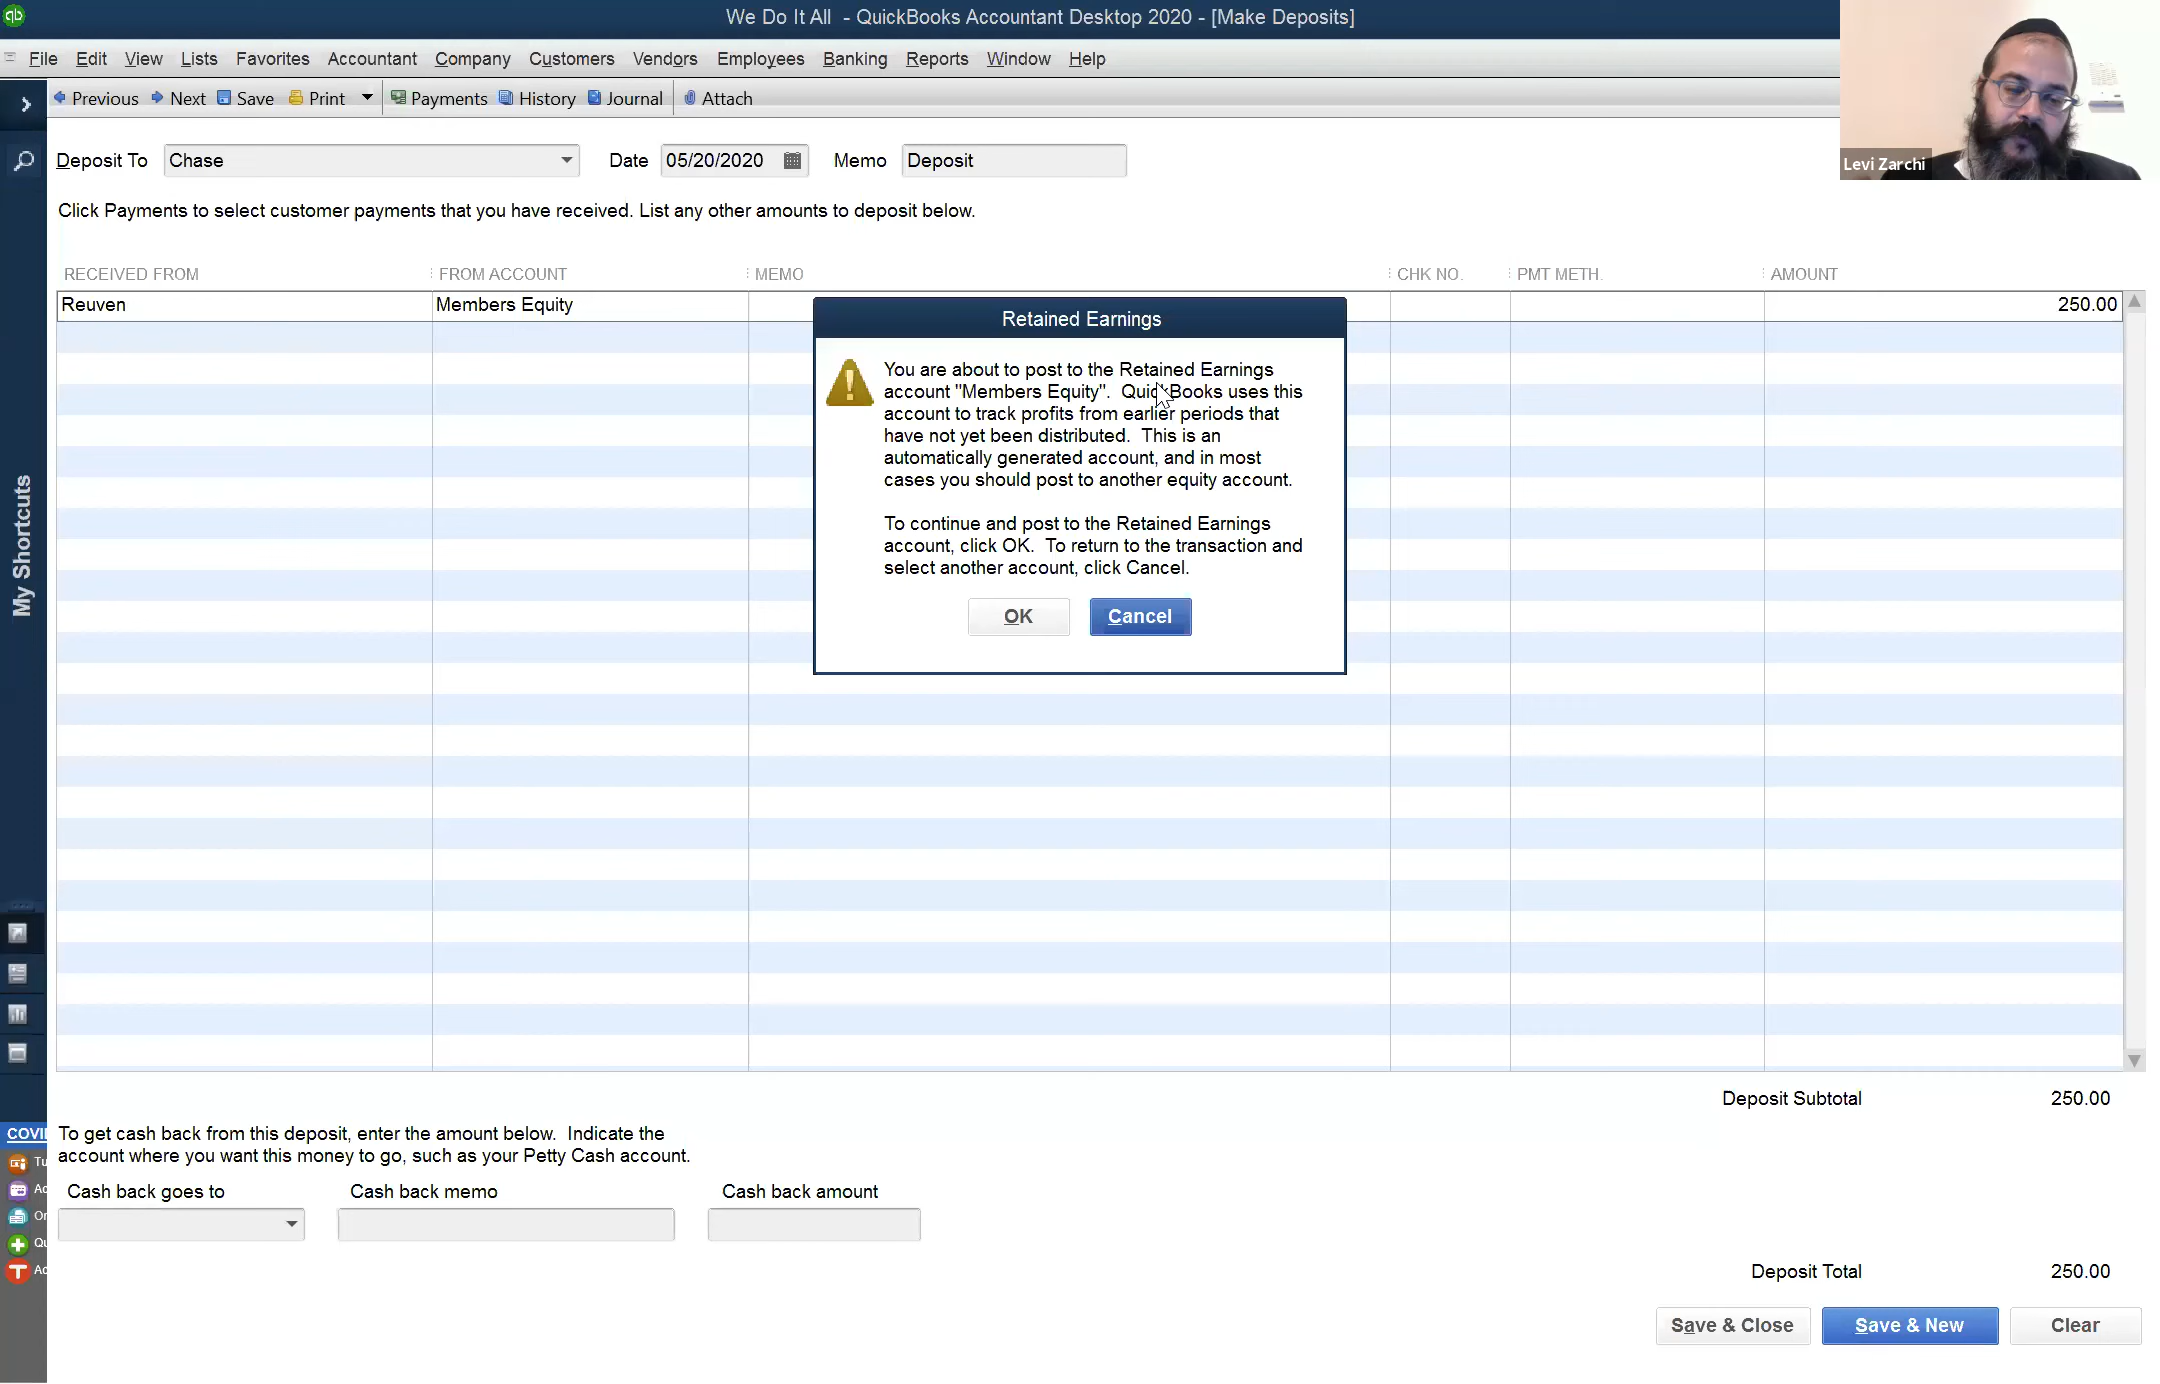 We Do It All - QuickBooks Accountant Desktop 2020 - [Make Deposits]
File Edit View Lists Favorites Accountant Company Customers Vendors Employees Banking Reports Window Help
Previous Next Save Print Payments History Journal Attach
Levi Zarchi
Deposit To Chase Date 05/20/2020 Memo Deposit
Click Payments to select customer payments that you have received. List any other amounts to deposit below.
RECEIVED FROM FROM ACCOUNT MEMO CHK NO. PMT METH. AMOUNT
Reuven Members Equity 250.00
Retained Earnings
You are about to post to the Retained Earnings
account "Members Equity". QuickBooks uses this
account to track profits from earlier periods that
have not yet been distributed. This is an
automatically generated account, and in most
cases you should post to another equity account.
To continue and post to the Retained Earnings
account, click OK. To return to the transaction and
select another account, click Cancel.
OK Cancel
My Shortcuts
Deposit Subtotal 250.00
COVI
Tu
Ac
Or
Qu
Ac
To get cash back from this deposit, enter the amount below. Indicate the
account where you want this money to go, such as your Petty Cash account.
Cash back goes to Cash back memo Cash back amount
Deposit Total 250.00
Save & Close Save & New Clear